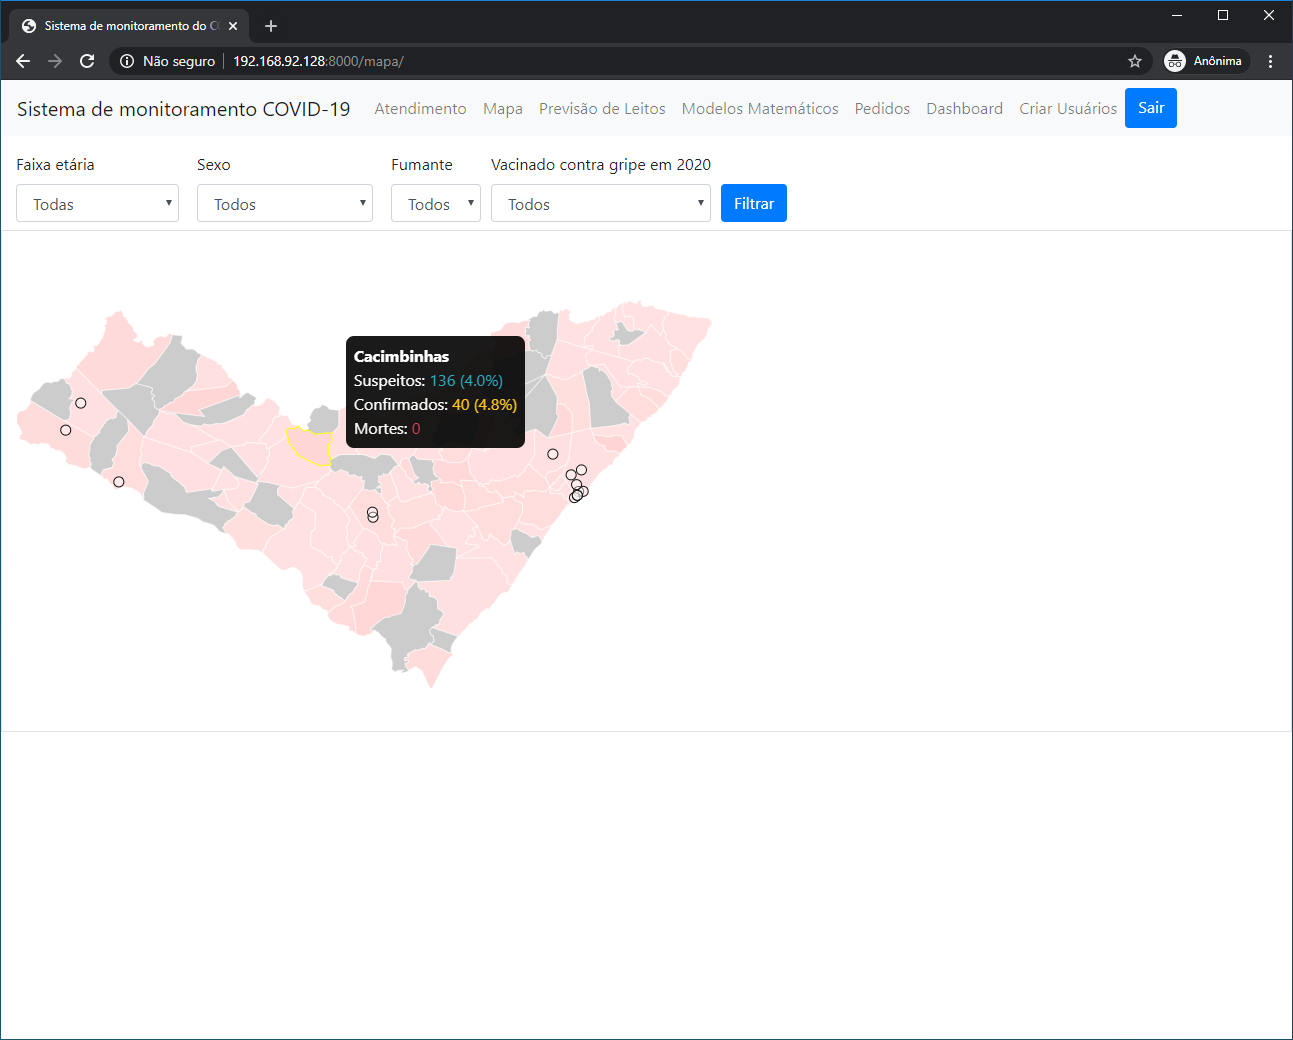 Sistema de monitoramento do C
Não seguro 192.168.92.128:8000/mapa/ Anônima
Sistema de monitoramento COVID-19 Atendimento Mapa Previsão de Leitos Modelos Matemáticos Pedidos Dashboard Criar Usuários Sair
Faixa etária Sexo Fumante Vacinado contra gripe em 2020
Todas Todos Todos Todos Filtrar
Cacimbinhas
Suspeitos: 136 (4.0%)
Confirmados: 40 (4.8%)
Mortes: 0